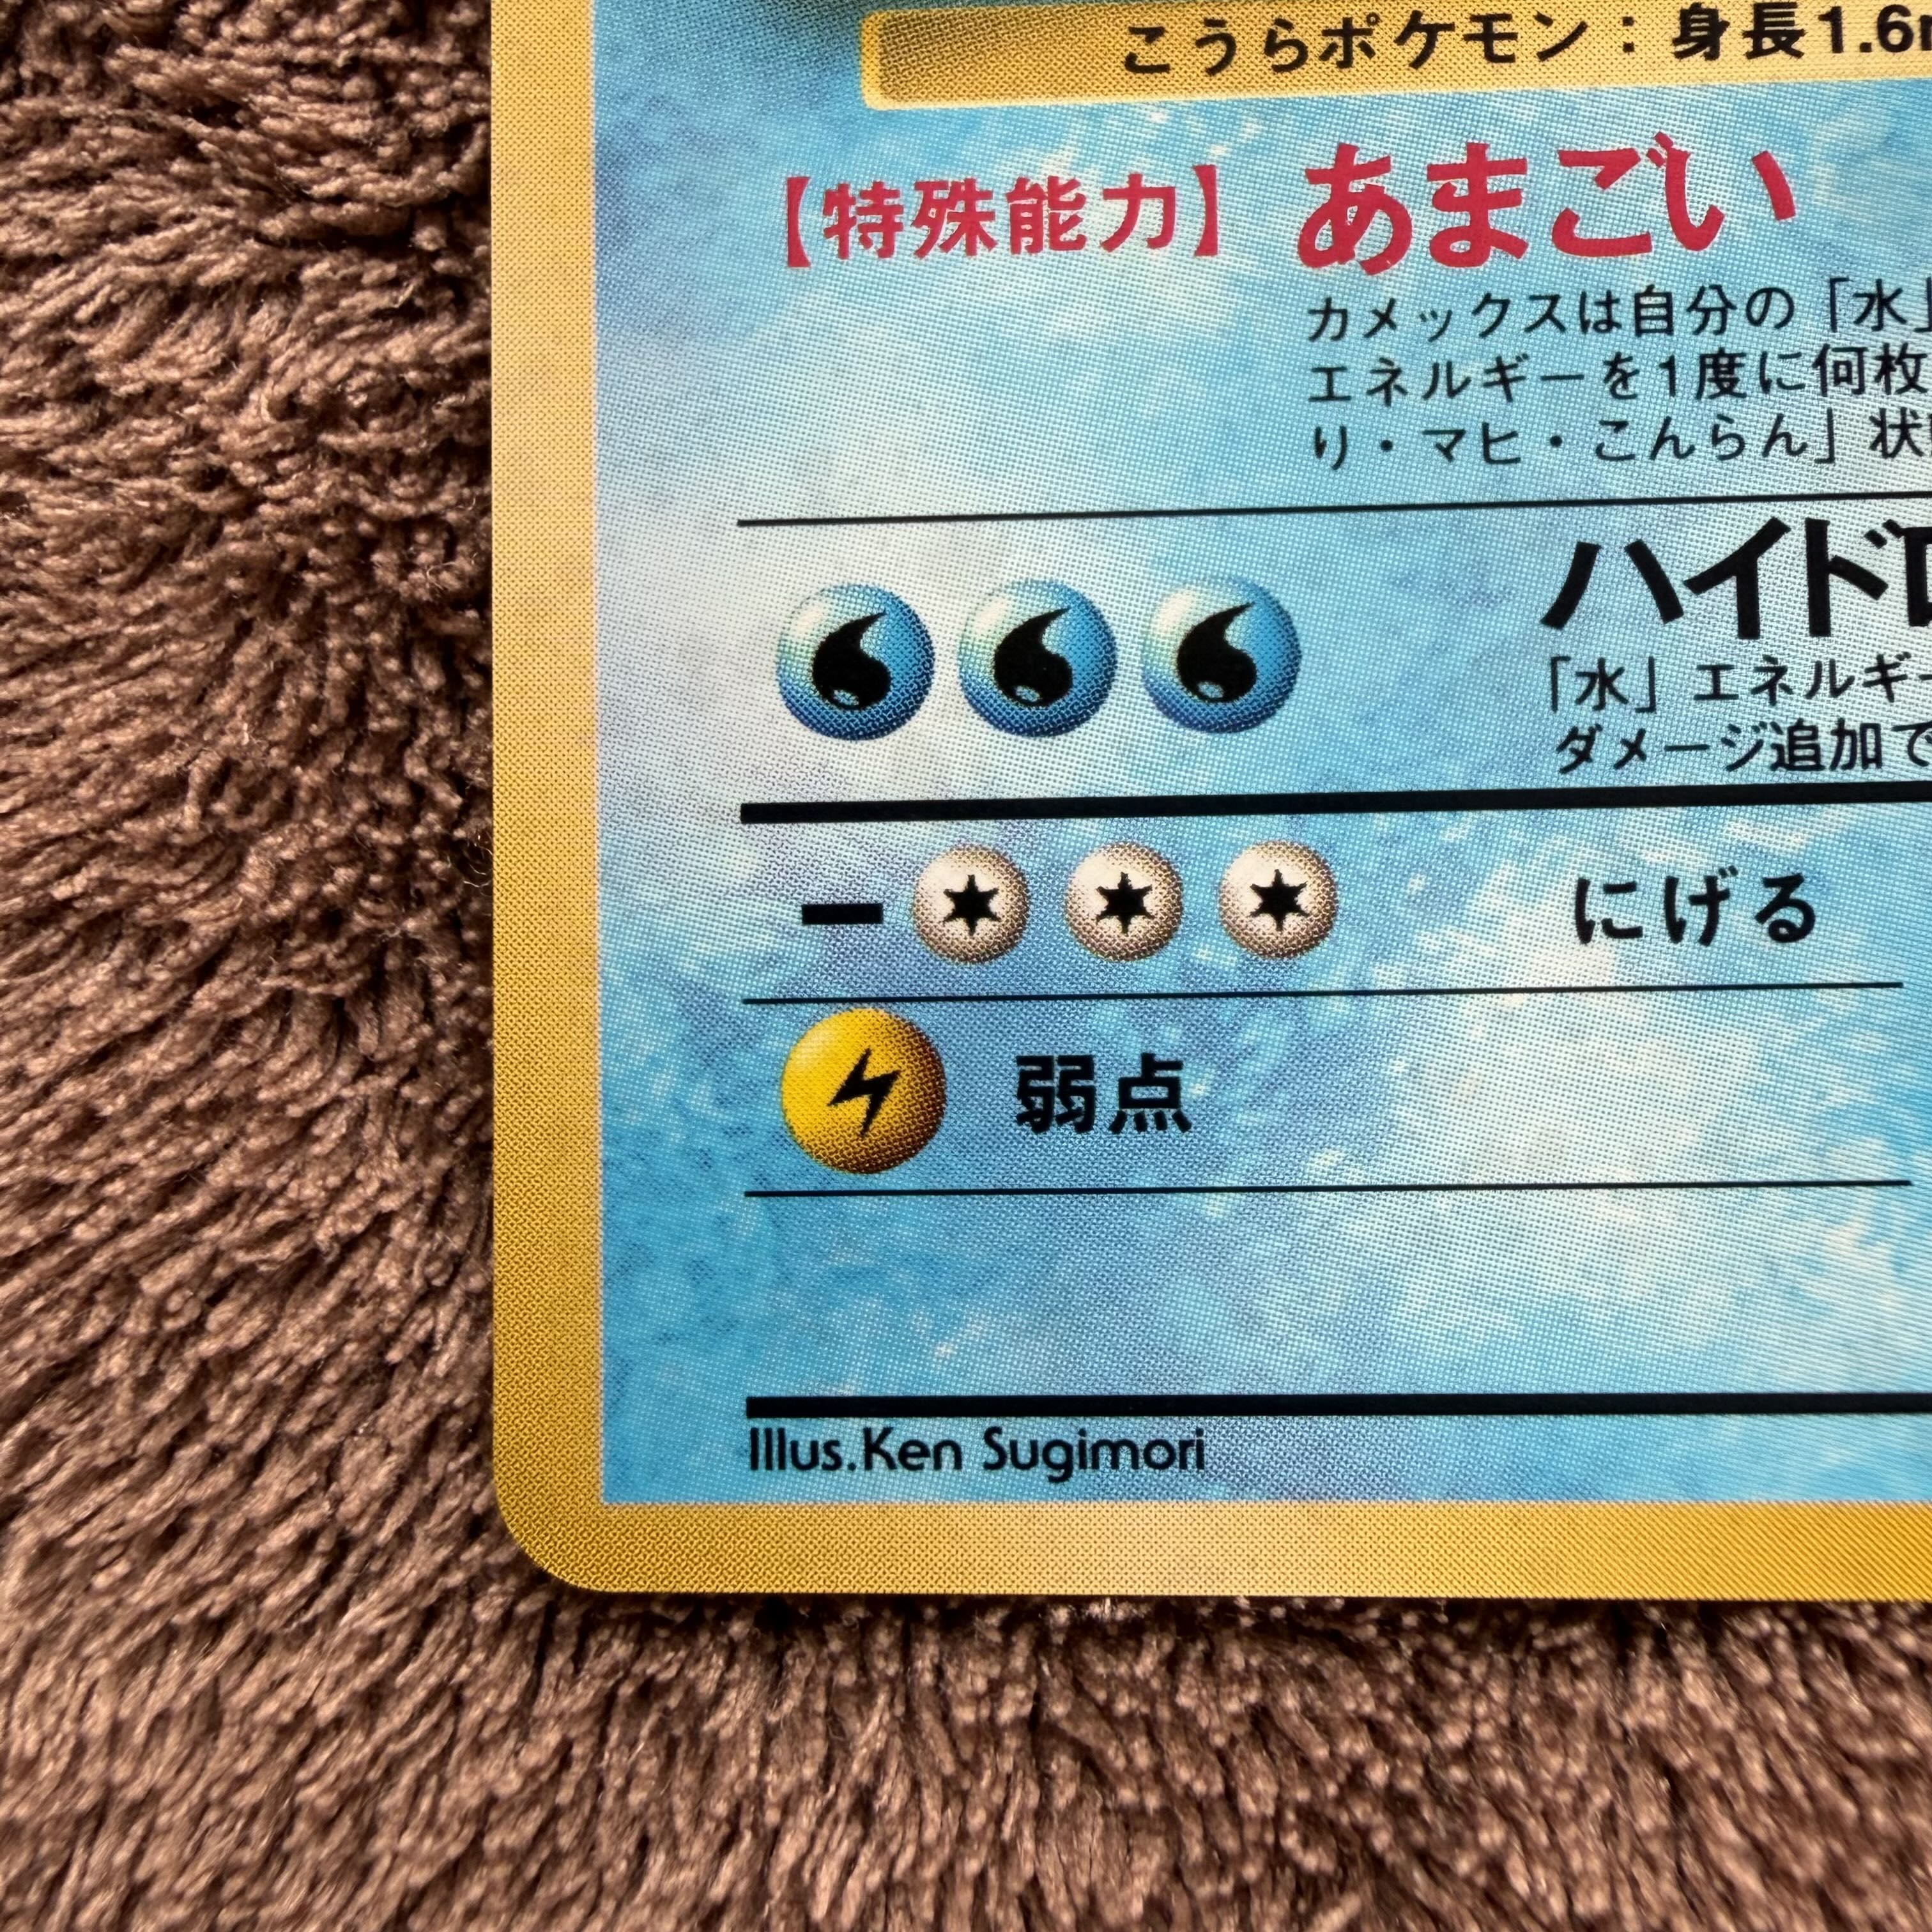 こうらポケモン：身長1.6m
【特殊能力】 あまごい
カメックスは自分の「水」
エネルギーを1度に何枚
り・マヒ・こんらん」状
ハイドロ
「水」エネルギー
ダメージ追加で
にげる
弱点
Illus.Ken Sugimori